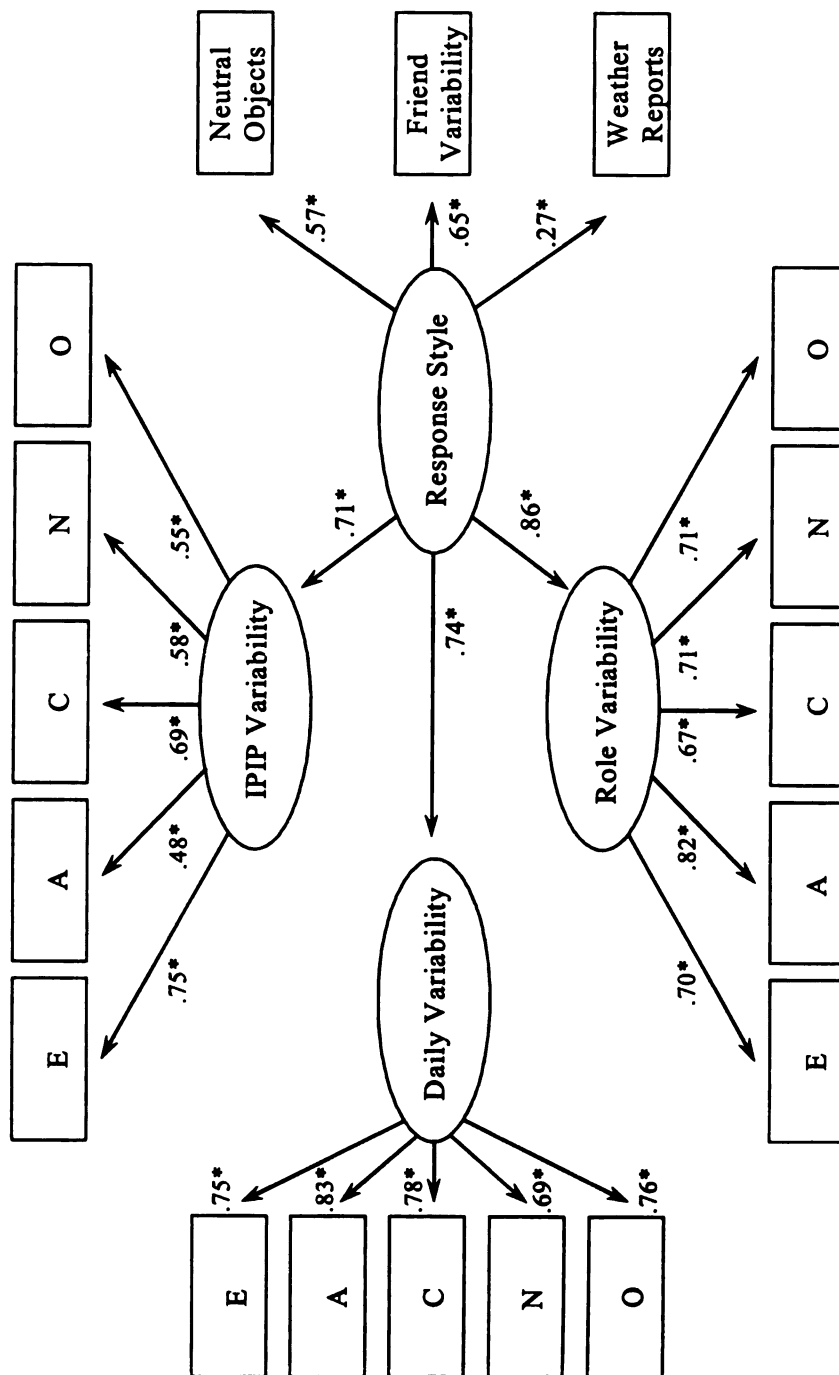 E
A
C
N
O
.75*
.48*
.69*
.58*
.55*
IPIP Variability
E
A
C
N
O
.75*
.83*
.78*
.69*
.76*
Daily Variability
.71*
.74*
.86*
Response Style
.57*
.65*
.27*
Neutral
Objects
Friend
Variability
Weather
Reports
Role Variability
.70*
.82*
.67*
.71*
.71*
E
A
C
N
O